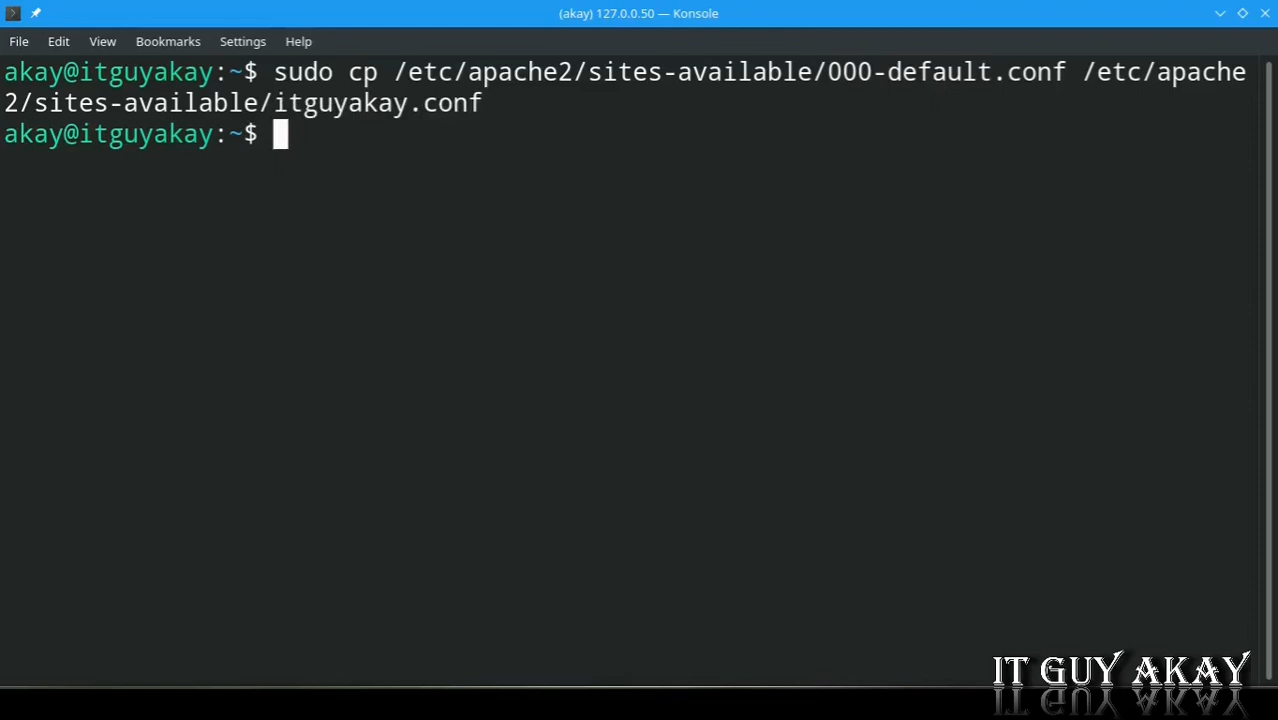 (akay) 127.0.0.50 — Konsole
File Edit View Bookmarks Settings Help
akay@itguyakay:~$ sudo cp /etc/apache2/sites-available/000-default.conf /etc/apache
2/sites-available/itguyakay.conf
akay@itguyakay:~$
IT GUY AKAY